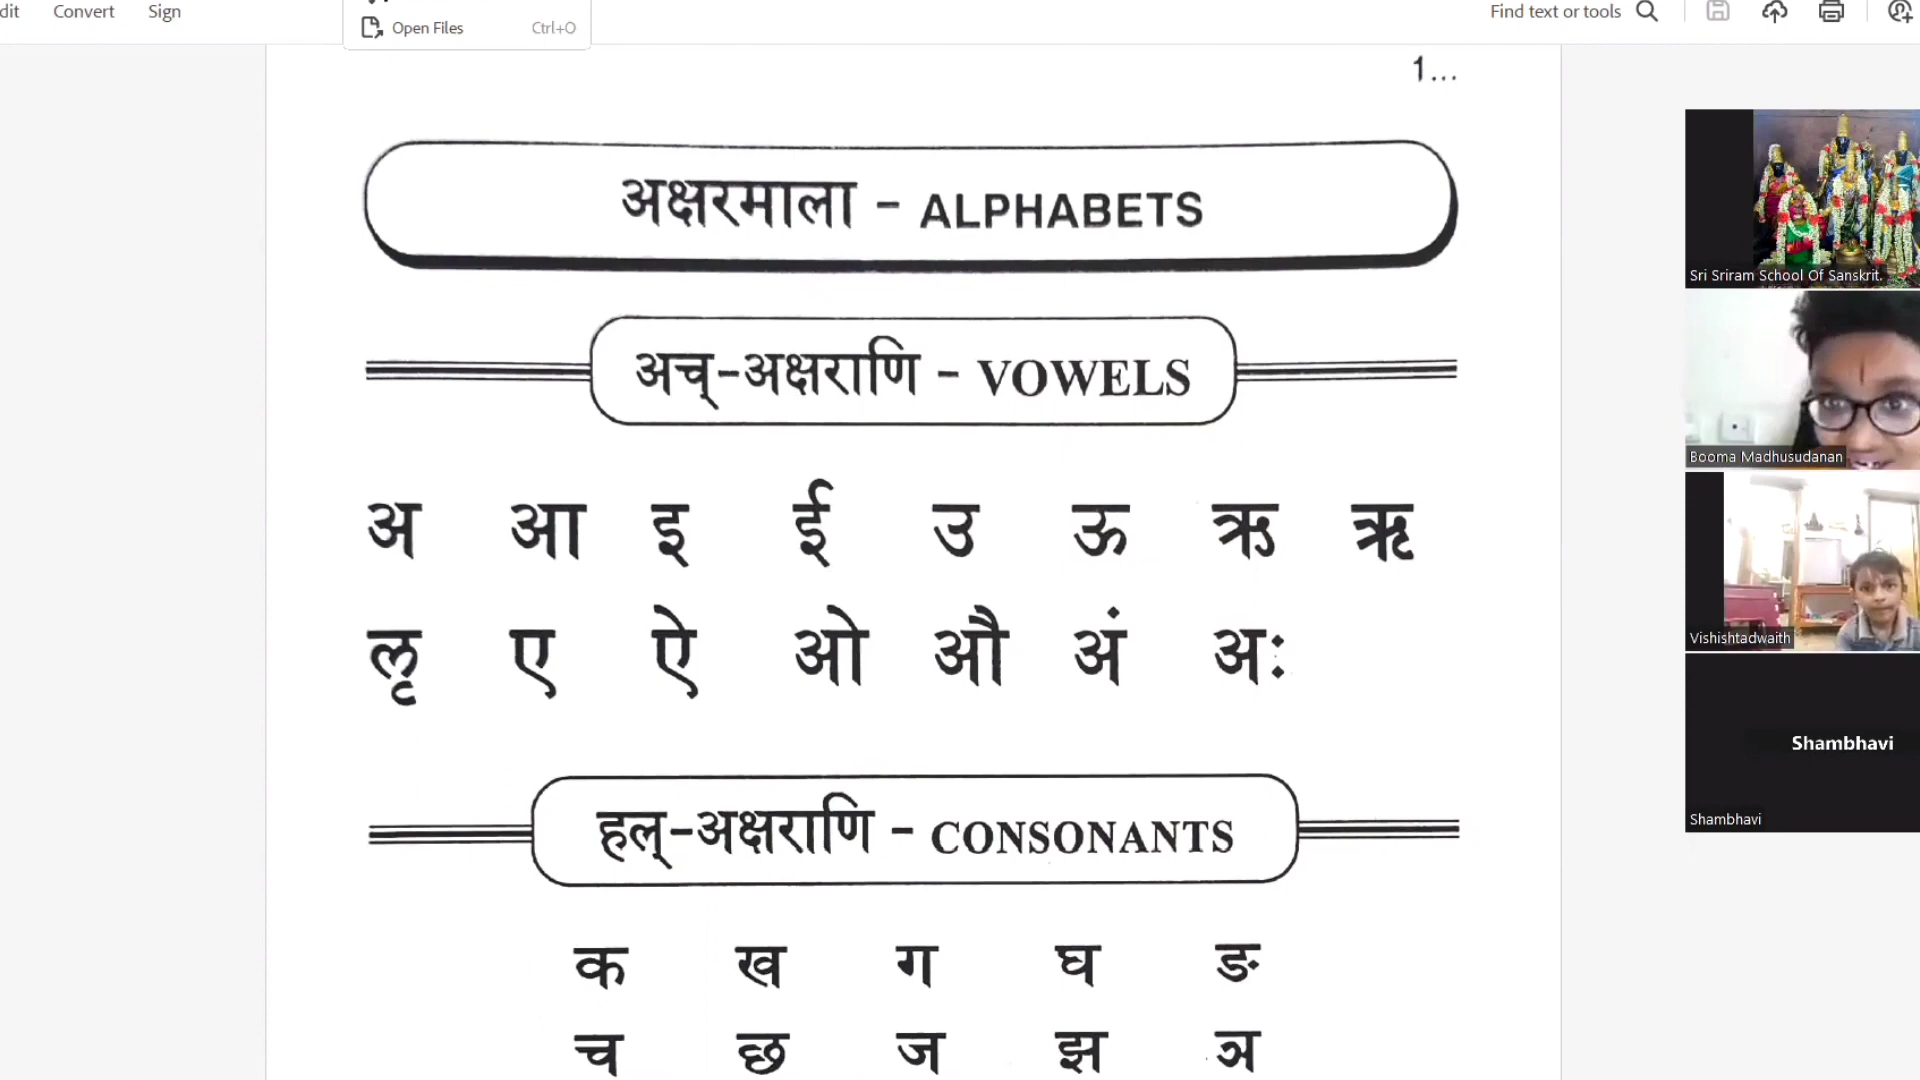 dit Convert Sign
Open Files Ctrl+O
Find text or tools
1...
अक्षरमाला - ALPHABETS
अच्-अक्षराणि - VOWELS
अ आ इ ई उ ऊ ऋ ॠ
लृ ए ऐ ओ औ अं अः
हल्-अक्षराणि - CONSONANTS
क ख ग घ ङ
च छ ज झ ञ
Sri Sriram School Of Sanskrit.
Booma Madhusudanan
Vishishtadwaith
Shambhavi
Shambhavi